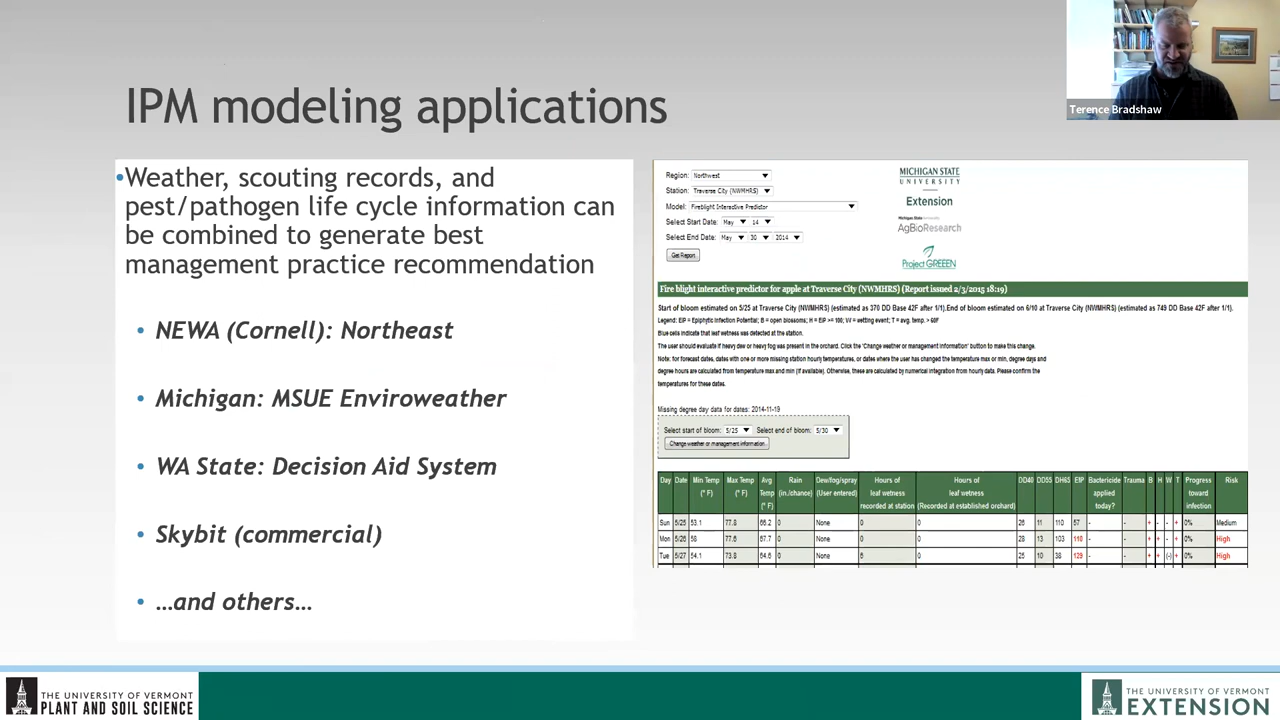 IPM modeling applications
Terence Bradshaw
•Weather, scouting records, and
pest/pathogen life cycle information can
be combined to generate best
management practice recommendation
• NEWA (Cornell): Northeast
• Michigan: MSUE Enviroweather
• WA State: Decision Aid System
• Skybit (commercial)
• …and others…
Region: Northwest
Station: Traverse City (NWMHRS)
Model: Fireblight Interactive Predictor
Select Start Date: May 14
Select End Date: May 30 2014
Get Report
MICHIGAN STATE
UNIVERSITY
Extension
Michigan State University
AgBioResearch
Project GREEEN
Fire blight interactive predictor for apple at Traverse City (NWMHRS) (Report issued 2/3/2015 18:19)
Start of bloom estimated on 5/25 at Traverse City (NWMHRS) (estimated as 370 DD Base 42F after 1/1).End of bloom estimated on 6/10 at Traverse City (NWMHRS) (estimated as 749 DD Base 42F after 1/1).
Legend: EIP = Epiphytic Infection Potential; B = open blossoms; H = EIP >= 100; W = wetting event; T = avg. temp. > 60F
Blue cells indicate that leaf wetness was detected at the station.
The user should evaluate if heavy dew or heavy fog was present in the orchard. Click the 'Change weather or management information' button to make this change.
Note: for forecast dates, dates with one or more missing station hourly temperatures, or dates where the user has changed the temperature max or min, degree days and
degree hours are calculated from temperature max and min (if available). Otherwise, these are calculated by numerical integration from hourly data. Please confirm the
temperatures for these dates.
Missing degree day data for dates: 2014-11-19
Select start of bloom: 5/25 Select end of bloom: 5/30
Change weather or management information
Day Date Min Temp (° F) Max Temp (° F) Avg Temp (° F) Rain (in./chance) Dew/fog/spray (User entered) Hours of leaf wetness recorded at station Hours of leaf wetness (Recorded at established orchard) DD40 DD55 DH65 EIP Bactericide applied today? Trauma B H W T Progress toward infection Risk
Sun 5/25 53.1 77.8 66.2 0 None 0 0 26 11 110 57 - - + - - + 0% Medium
Mon 5/26 58 77.6 67.7 0 None 0 0 28 13 103 110 - - + + - + 0% High
Tue 5/27 54.1 73.8 64.6 0 None 6 0 25 10 38 129 - - + + (-) + 0% High
THE UNIVERSITY OF VERMONT
PLANT AND SOIL SCIENCE
THE UNIVERSITY OF VERMONT
EXTENSION